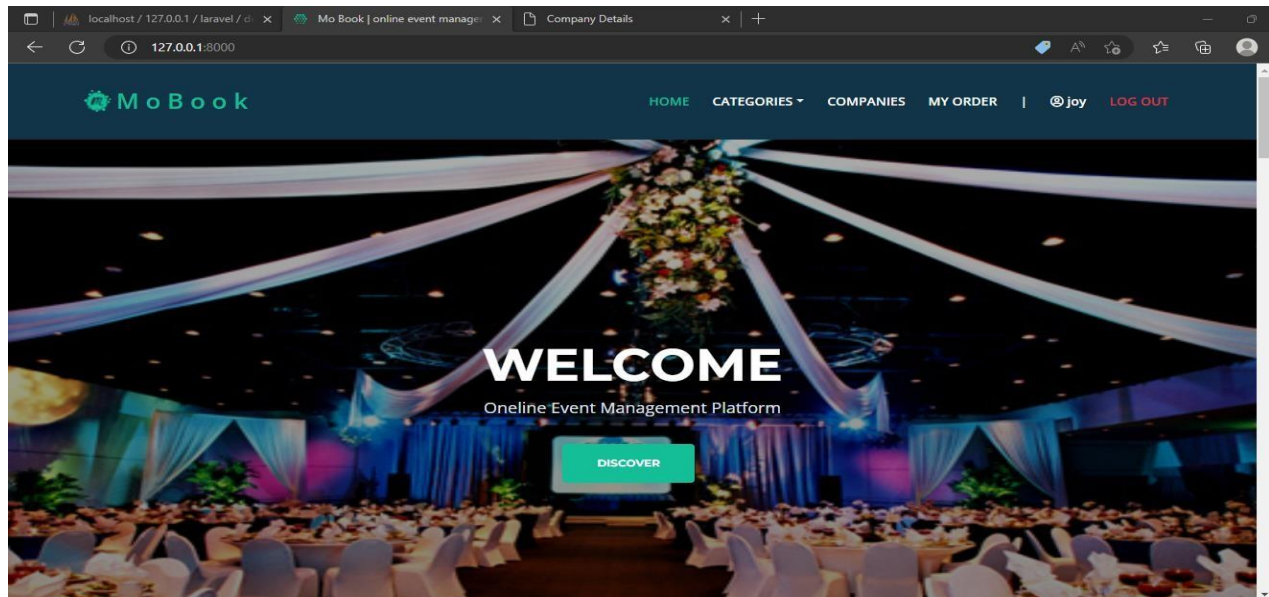 localhost / 127.0.0.1 / laravel / d
Mo Book | online event manager
Company Details
127.0.0.1:8000
MoBook
HOME CATEGORIES COMPANIES MY ORDER | joy LOG OUT
WELCOME
Oneline Event Management Platform
DISCOVER